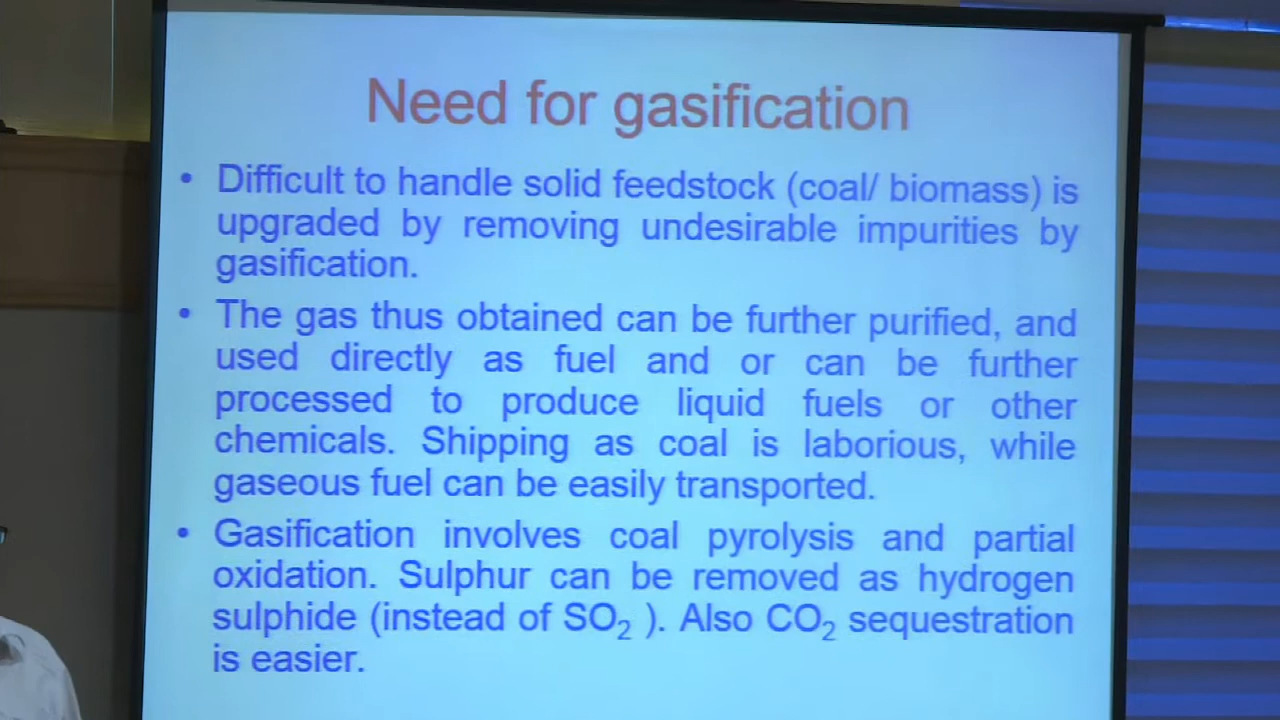 Need for gasification
• Difficult to handle solid feedstock (coal/ biomass) is
upgraded by removing undesirable impurities by
gasification.
• The gas thus obtained can be further purified, and
used directly as fuel and or can be further
processed to produce liquid fuels or other
chemicals. Shipping as coal is laborious, while
gaseous fuel can be easily transported.
• Gasification involves coal pyrolysis and partial
oxidation. Sulphur can be removed as hydrogen
sulphide (instead of SO₂ ). Also CO₂ sequestration
is easier.